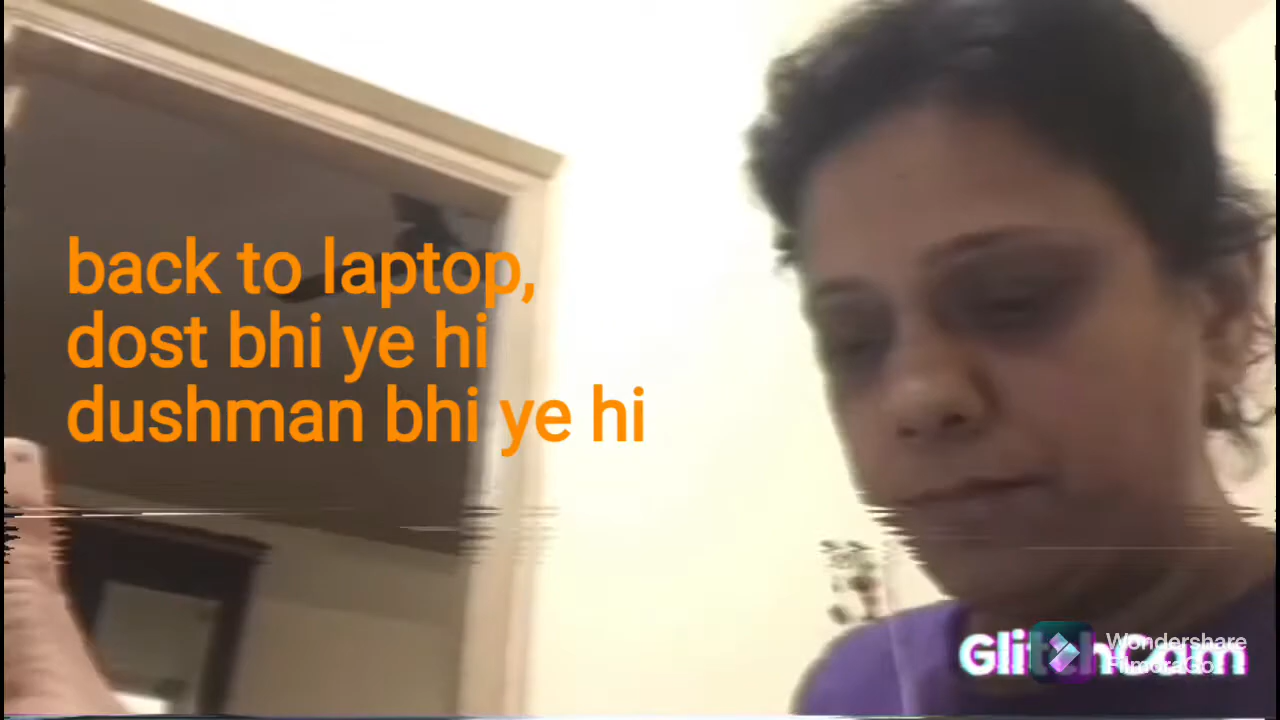 back to laptop,
dost bhi ye hi
dushman bhi ye hi
GlitchCam
Wondershare
FilmoraGo